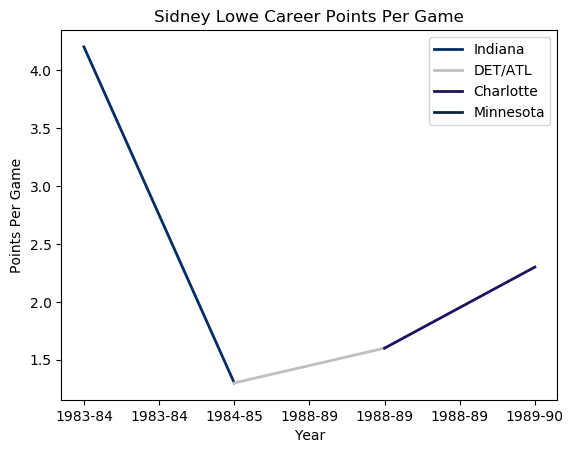 Sidney Lowe Career Points Per Game
Indiana
DET/ATL
Charlotte
Minnesota
4.0
3.5
3.0
2.5
2.0
1.5
Points Per Game
1983-84 1983-84 1984-85 1988-89 1988-89 1988-89 1989-90
Year